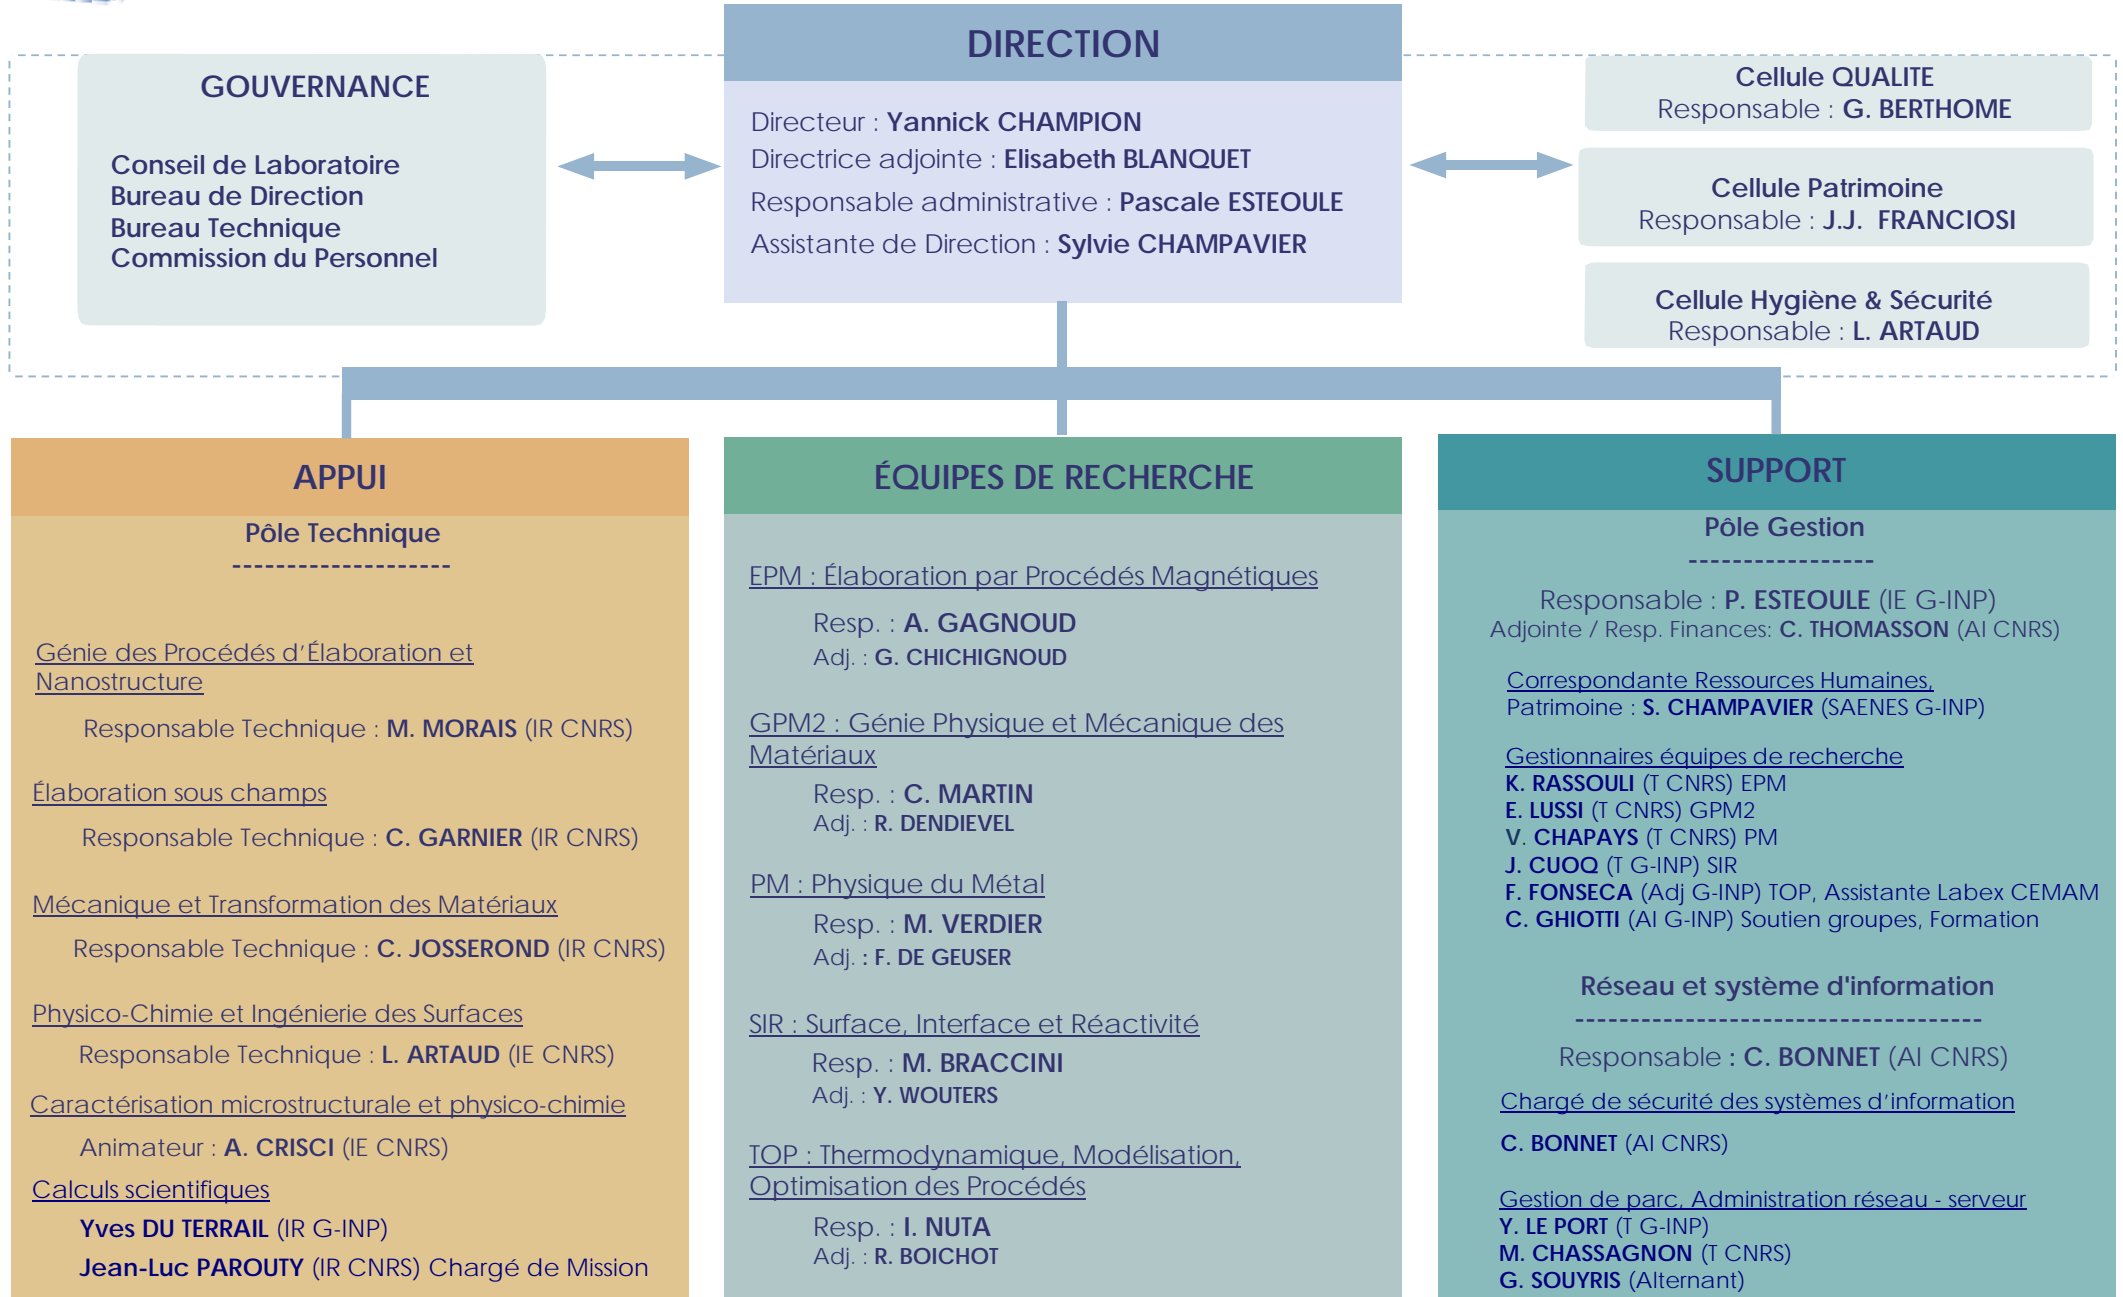 DIRECTION
Directeur : Yannick CHAMPION
Directrice adjointe : Elisabeth BLANQUET
Responsable administrative : Pascale ESTEOULE
Assistante de Direction : Sylvie CHAMPAVIER
GOUVERNANCE
Conseil de Laboratoire
Bureau de Direction
Bureau Technique
Commission du Personnel
Cellule QUALITE
Responsable : G. BERTHOME
Cellule Patrimoine
Responsable : J.J. FRANCIOSI
Cellule Hygiène & Sécurité
Responsable : L. ARTAUD
APPUI
Pôle Technique
--------------------
Génie des Procédés d’Élaboration et
Nanostructure
Responsable Technique : M. MORAIS (IR CNRS)
Élaboration sous champs
Responsable Technique : C. GARNIER (IR CNRS)
Mécanique et Transformation des Matériaux
Responsable Technique : C. JOSSEROND (IR CNRS)
Physico-Chimie et Ingénierie des Surfaces
Responsable Technique : L. ARTAUD (IE CNRS)
Caractérisation microstructurale et physico-chimie
Animateur : A. CRISCI (IE CNRS)
Calculs scientifiques
Yves DU TERRAIL (IR G-INP)
Jean-Luc PAROUTY (IR CNRS) Chargé de Mission
ÉQUIPES DE RECHERCHE
EPM : Élaboration par Procédés Magnétiques
Resp. : A. GAGNOUD
Adj. : G. CHICHIGNOUD
GPM2 : Génie Physique et Mécanique des
Matériaux
Resp. : C. MARTIN
Adj. : R. DENDIEVEL
PM : Physique du Métal
Resp. : M. VERDIER
Adj. : F. DE GEUSER
SIR : Surface, Interface et Réactivité
Resp. : M. BRACCINI
Adj. : Y. WOUTERS
TOP : Thermodynamique, Modélisation,
Optimisation des Procédés
Resp. : I. NUTA
Adj. : R. BOICHOT
SUPPORT
Pôle Gestion
-----------------
Responsable : P. ESTEOULE (IE G-INP)
Adjointe / Resp. Finances: C. THOMASSON (AI CNRS)
Correspondante Ressources Humaines,
Patrimoine : S. CHAMPAVIER (SAENES G-INP)
Gestionnaires équipes de recherche
K. RASSOULI (T CNRS) EPM
E. LUSSI (T CNRS) GPM2
V. CHAPAYS (T CNRS) PM
J. CUOQ (T G-INP) SIR
F. FONSECA (Adj G-INP) TOP, Assistante Labex CEMAM
C. GHIOTTI (AI G-INP) Soutien groupes, Formation
Réseau et système d'information
-------------------------------------
Responsable : C. BONNET (AI CNRS)
Chargé de sécurité des systèmes d’information
C. BONNET (AI CNRS)
Gestion de parc, Administration réseau - serveur
Y. LE PORT (T G-INP)
M. CHASSAGNON (T CNRS)
G. SOUYRIS (Alternant)